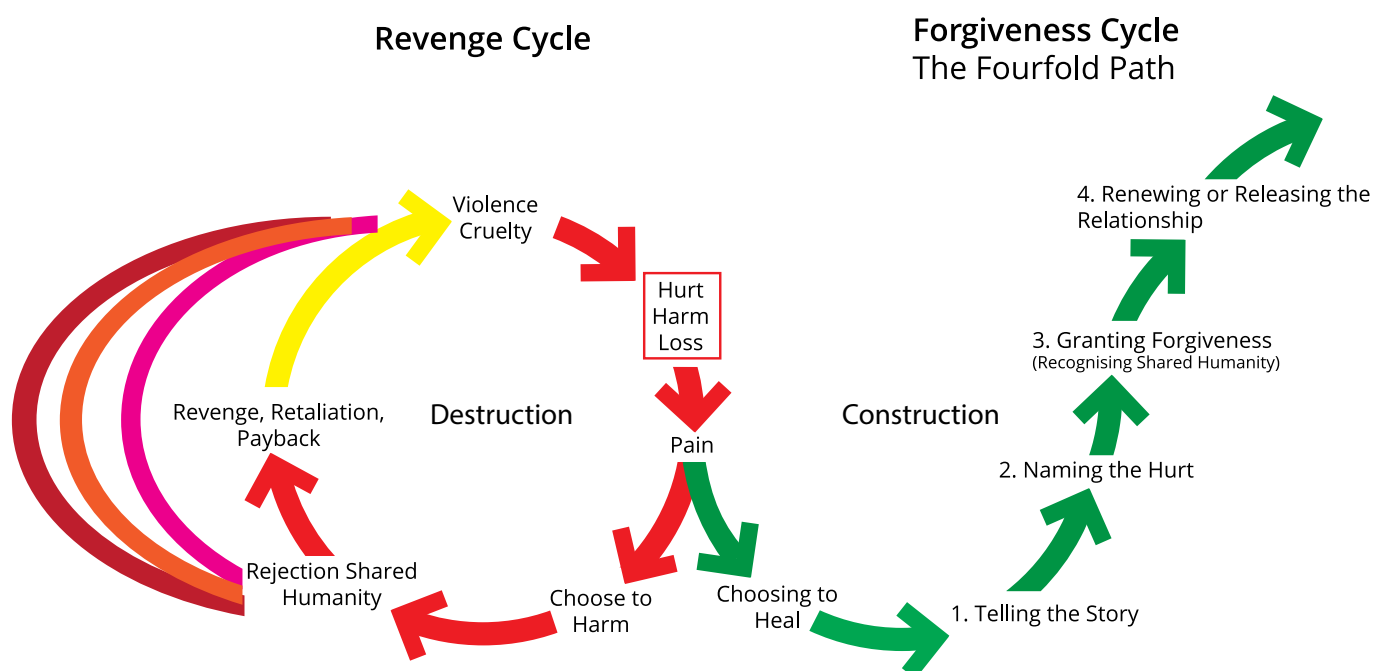 Revenge Cycle
Forgiveness Cycle
The Fourfold Path
Violence
Cruelty
Hurt
Harm
Loss
Pain
Choose to
Harm
Rejection Shared
Humanity
Revenge, Retaliation,
Payback
Destruction
Construction
Choosing to
Heal
1. Telling the Story
2. Naming the Hurt
3. Granting Forgiveness
(Recognising Shared Humanity)
4. Renewing or Releasing the
Relationship